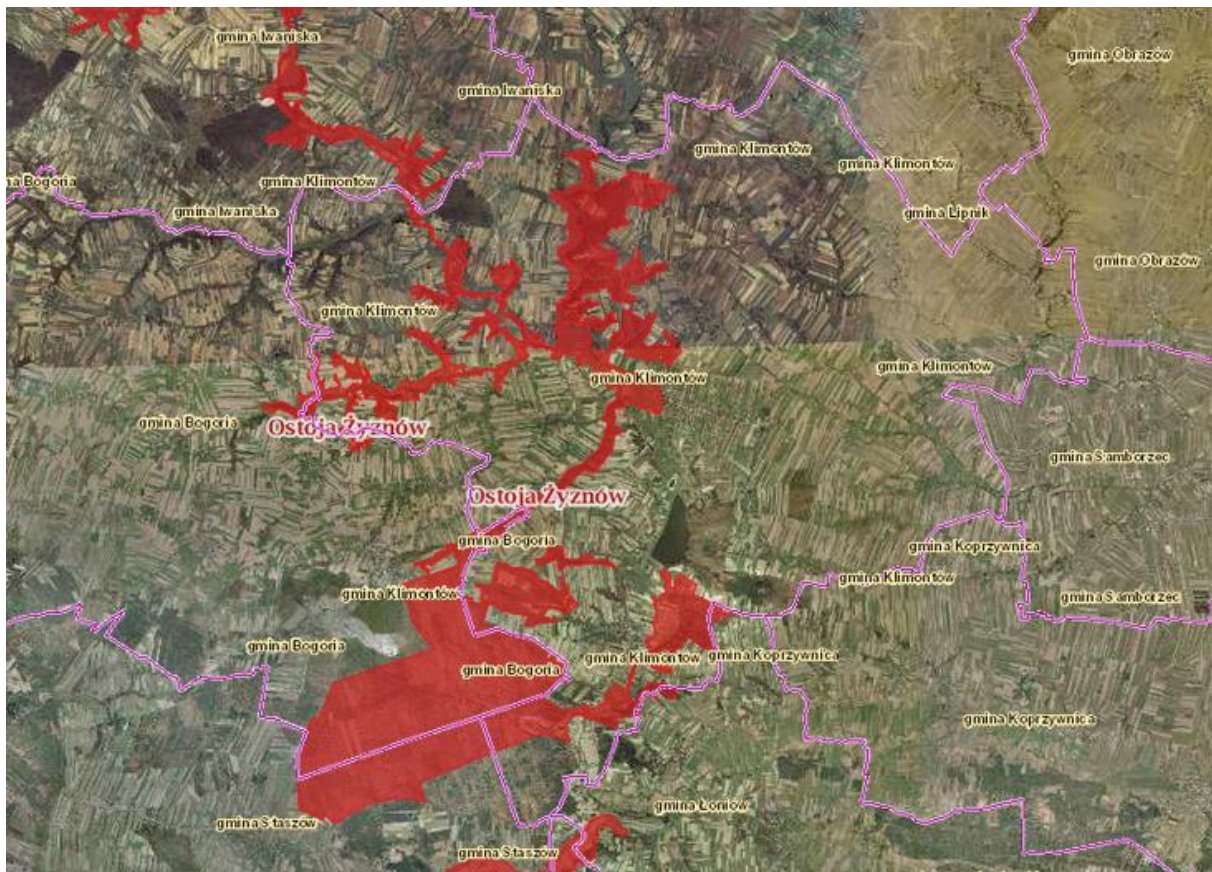 gmina Iwaniska
gmina Obrazów
gmina Iwaniska
gmina Klimontów
gmina Klimontów
na Bogoria
gmina Klimontów
gmina Iwaniska
gmina Lipnik
gmina Obrazów
gmina Klimontów
gmina Klimontów
gmina Klimontów
gmina Bogoria
Ostoja Żyznów
gmina Samborzec
Ostoja Żyznów
gmina Bogoria
gmina Koprzywnica
gmina Klimontów
gmina Klimontów
gmina Samborzec
gmina Bogoria
gmina Bogoria
gmina Klimontów
gmina Koprzywnica
gmina Koprzywnica
gmina Łoniów
gmina Staszów
gmina Staszów